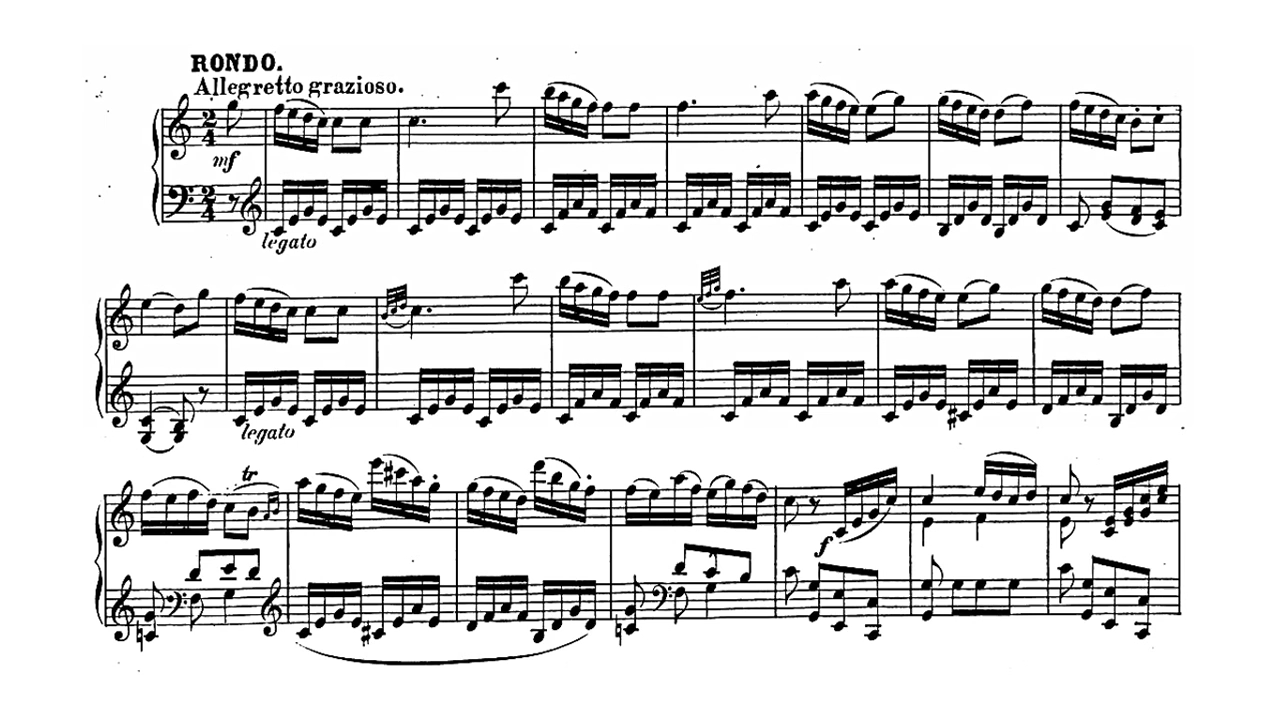 RONDO.
Allegretto grazioso.
mf
legato
legato
tr
f